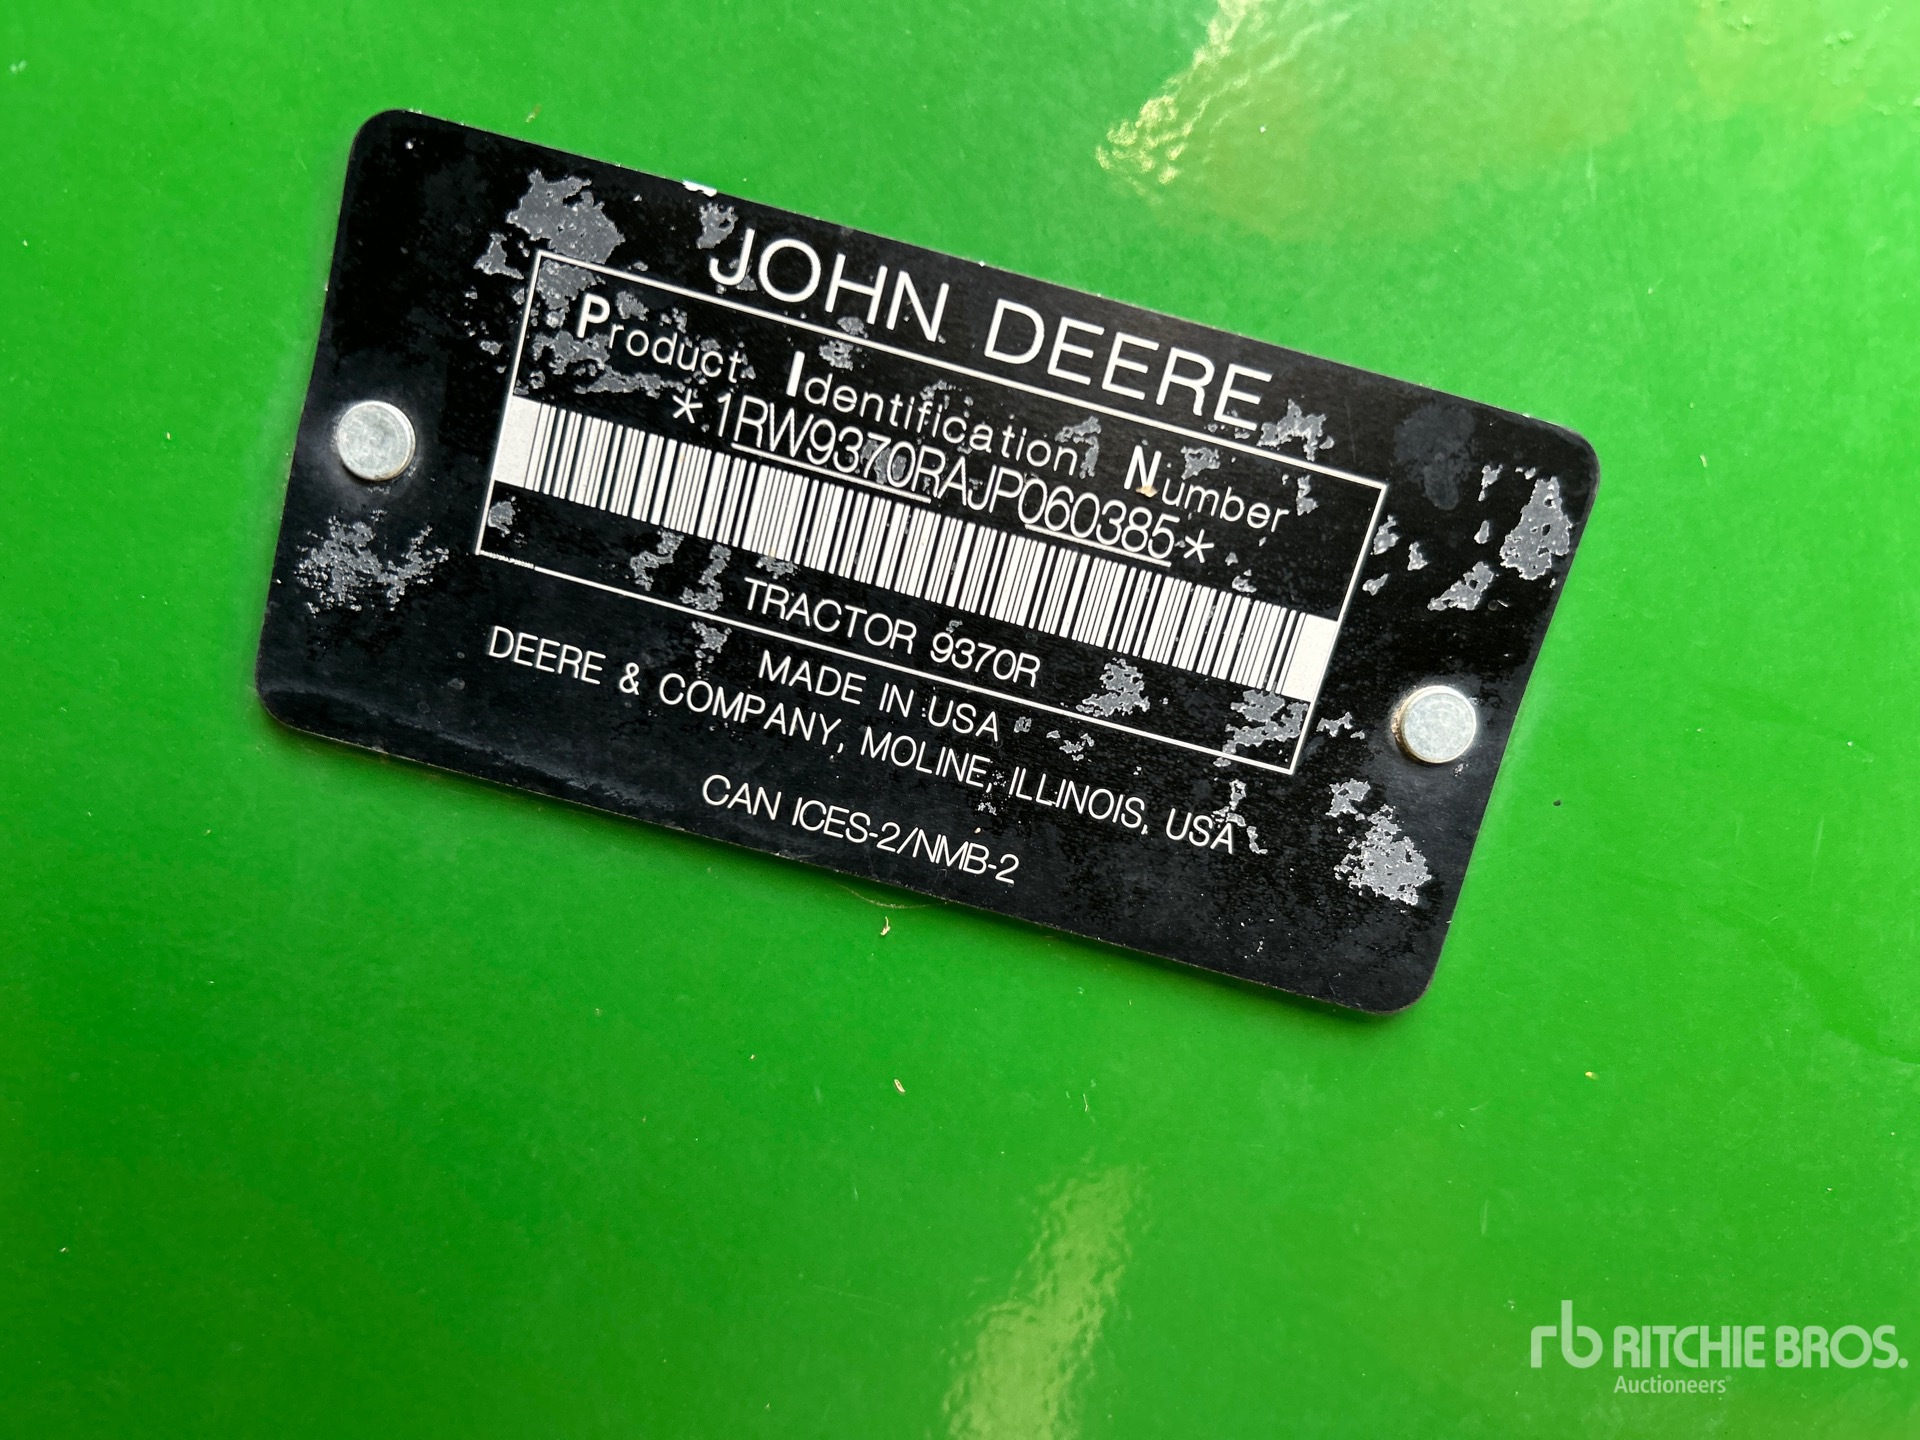 JOHN DEERE
Product Identification Number
*1RW9370RAJP060385*
TRACTOR 9370R
MADE IN USA
DEERE & COMPANY, MOLINE, ILLINOIS, USA
CAN ICES-2/NMB-2
rb RITCHIE BROS.
Auctioneers